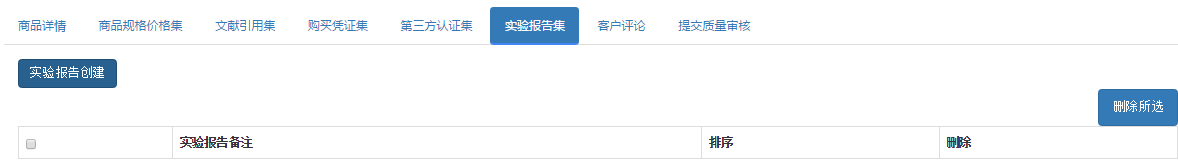 商品详情 商品规格价格集 文献引用集 购买凭证集 第三方认证集 实验报告集 客户评论 提交质量审核
实验报告创建
删除所选
实验报告备注 排序 删除